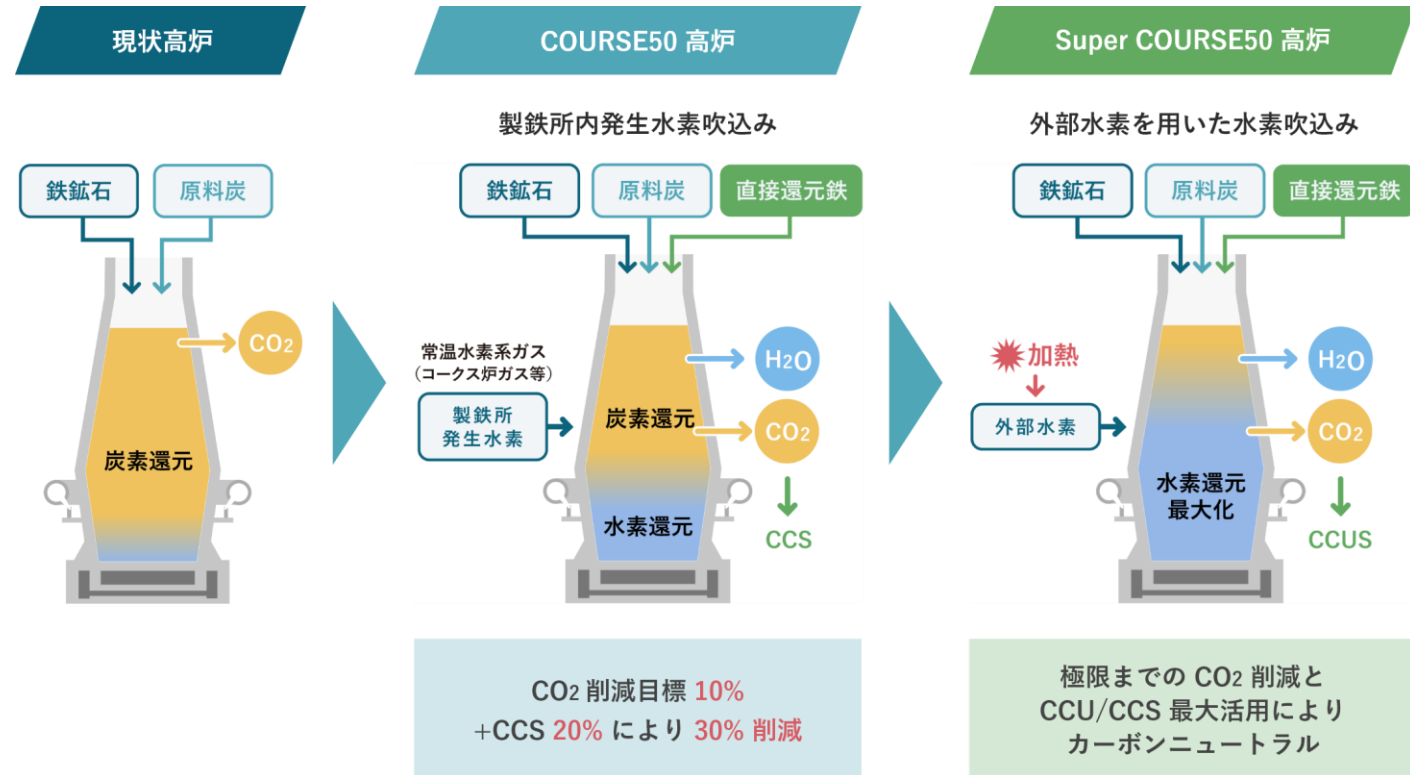 現状高炉
鉄鉱石
原料炭
CO₂
炭素還元
COURSE50 高炉
製鉄所内発生水素吹込み
鉄鉱石
原料炭
直接還元鉄
常温水素系ガス
（コークス炉ガス等）
製鉄所
発生水素
炭素還元
水素還元
H₂O
CO₂
CCS
CO₂ 削減目標 10%
+CCS 20% により 30% 削減
Super COURSE50 高炉
外部水素を用いた水素吹込み
鉄鉱石
原料炭
直接還元鉄
加熱
外部水素
水素還元
最大化
H₂O
CO₂
CCUS
極限までの CO₂ 削減と
CCU/CCS 最大活用により
カーボンニュートラル